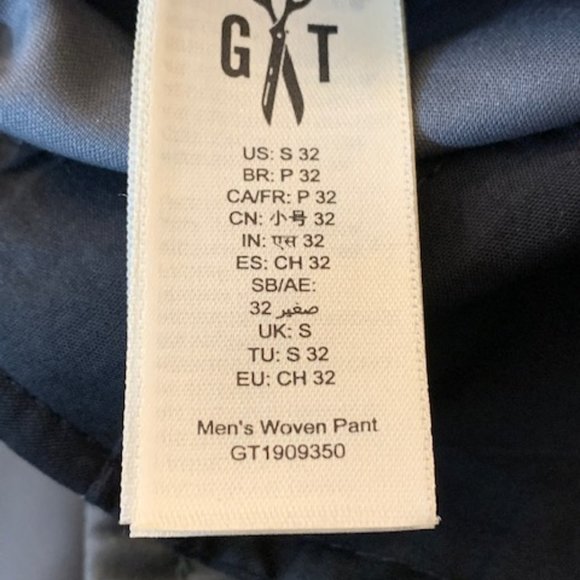 G T
US: S 32
BR: P 32
CA/FR: P 32
CN: 小号 32
IN: एस 32
ES: CH 32
SB/AE:
صغير 32
UK: S
TU: S 32
EU: CH 32
Men's Woven Pant
GT1909350